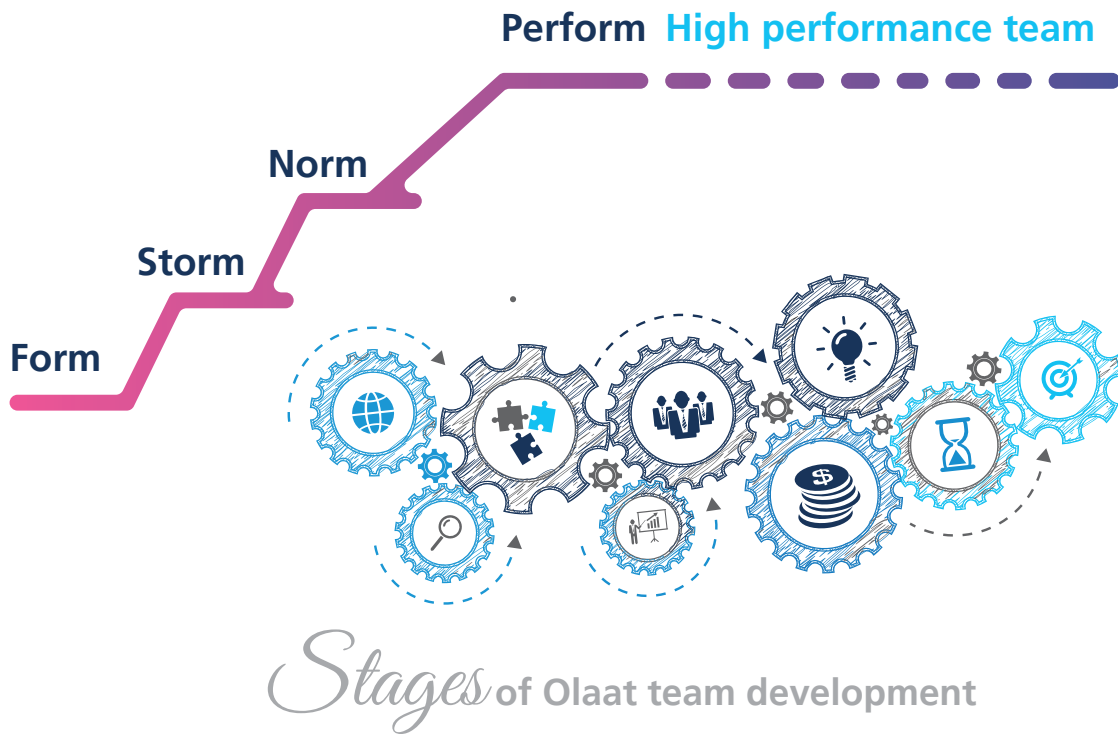 Perform High performance team
Norm
Storm
Form
$
Stages of Olaat team development